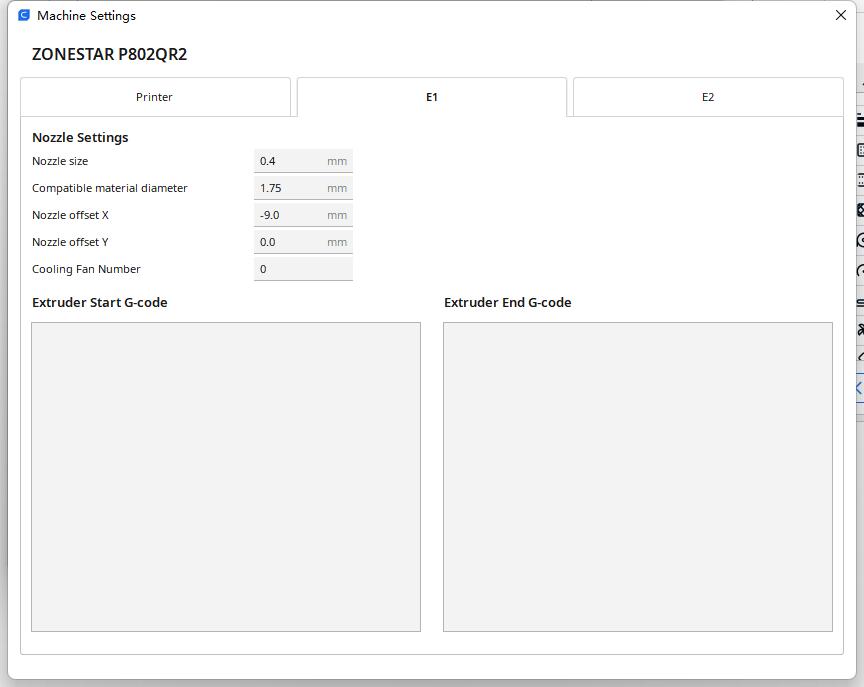 Machine Settings
ZONESTAR P802QR2
Printer
E1
E2
Nozzle Settings
Nozzle size 0.4 mm
Compatible material diameter 1.75 mm
Nozzle offset X -9.0 mm
Nozzle offset Y 0.0 mm
Cooling Fan Number 0
Extruder Start G-code
Extruder End G-code